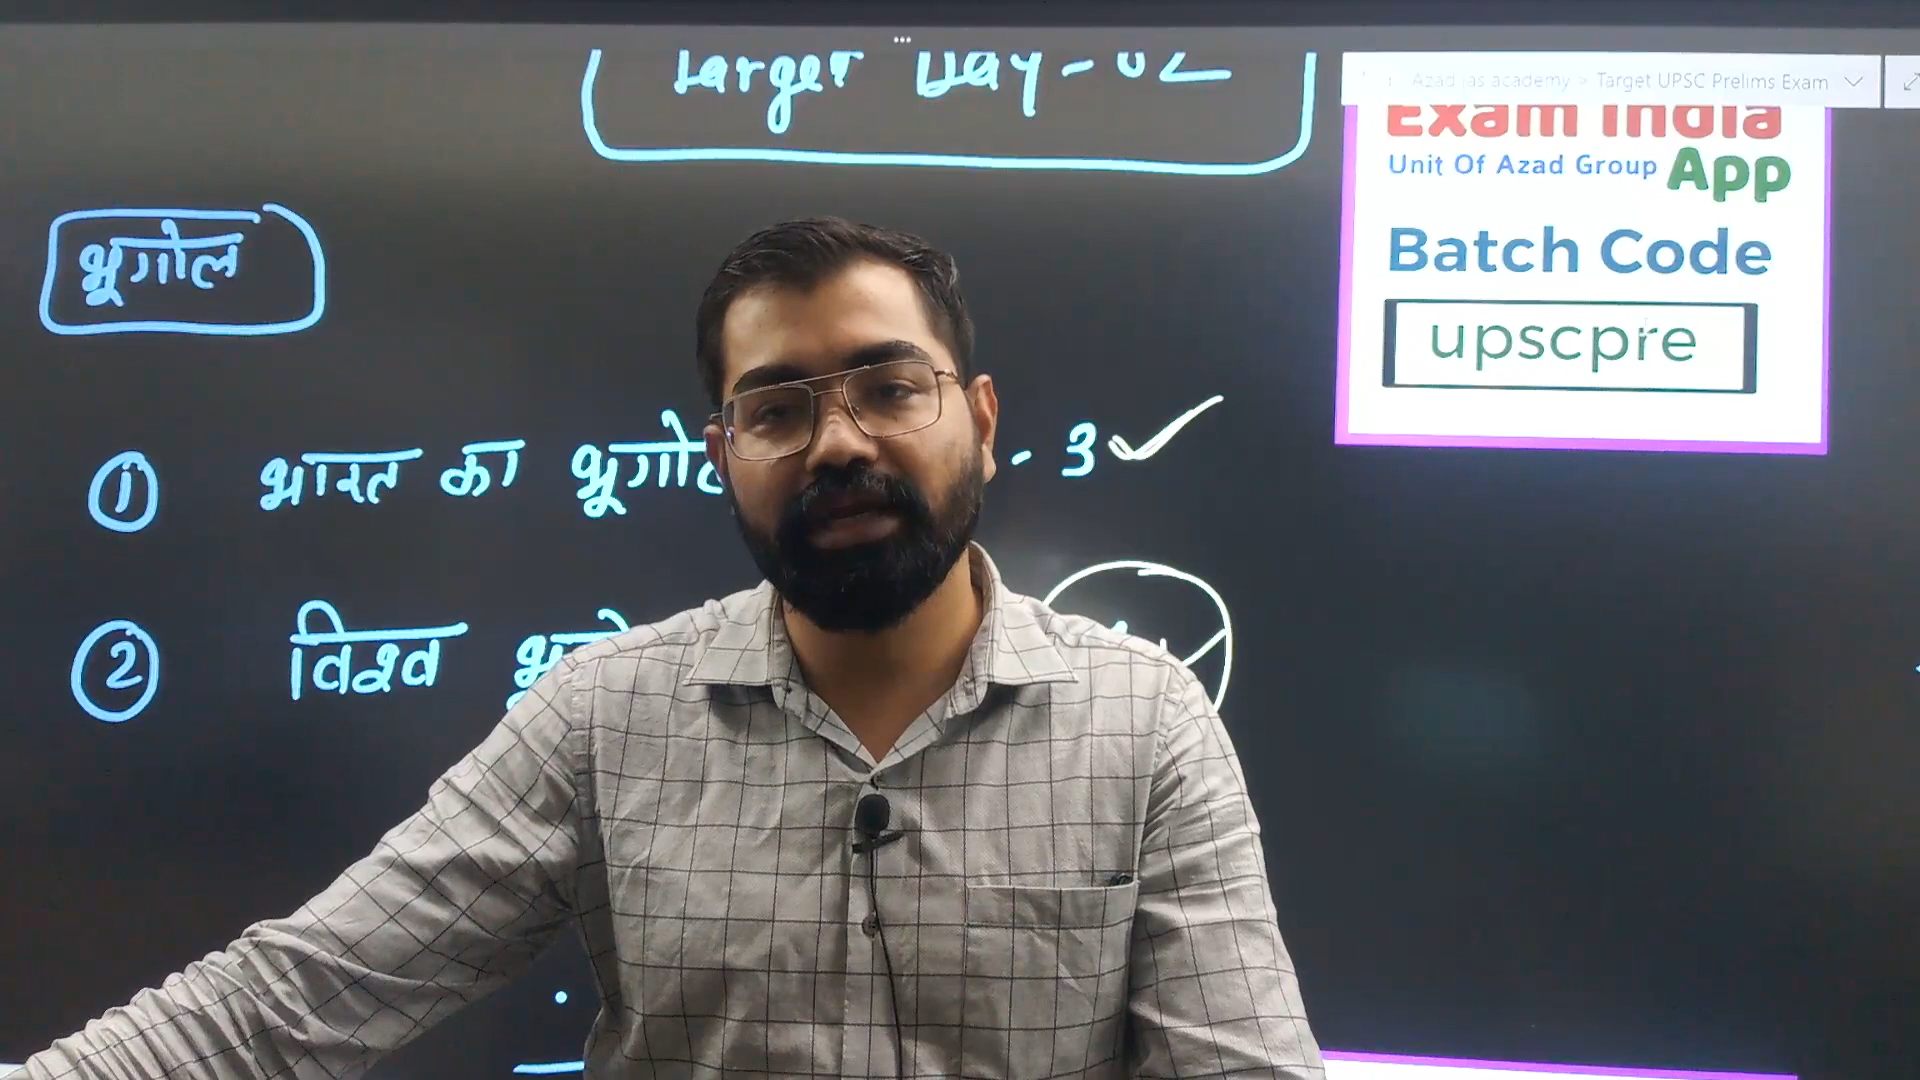 Target Day-02
Azad ias academy > Target UPSC Prelims Exam
Exam India
Unit Of Azad Group App
Batch Code
upscpre
भूगोल
① भारत का - 3
② विश्व